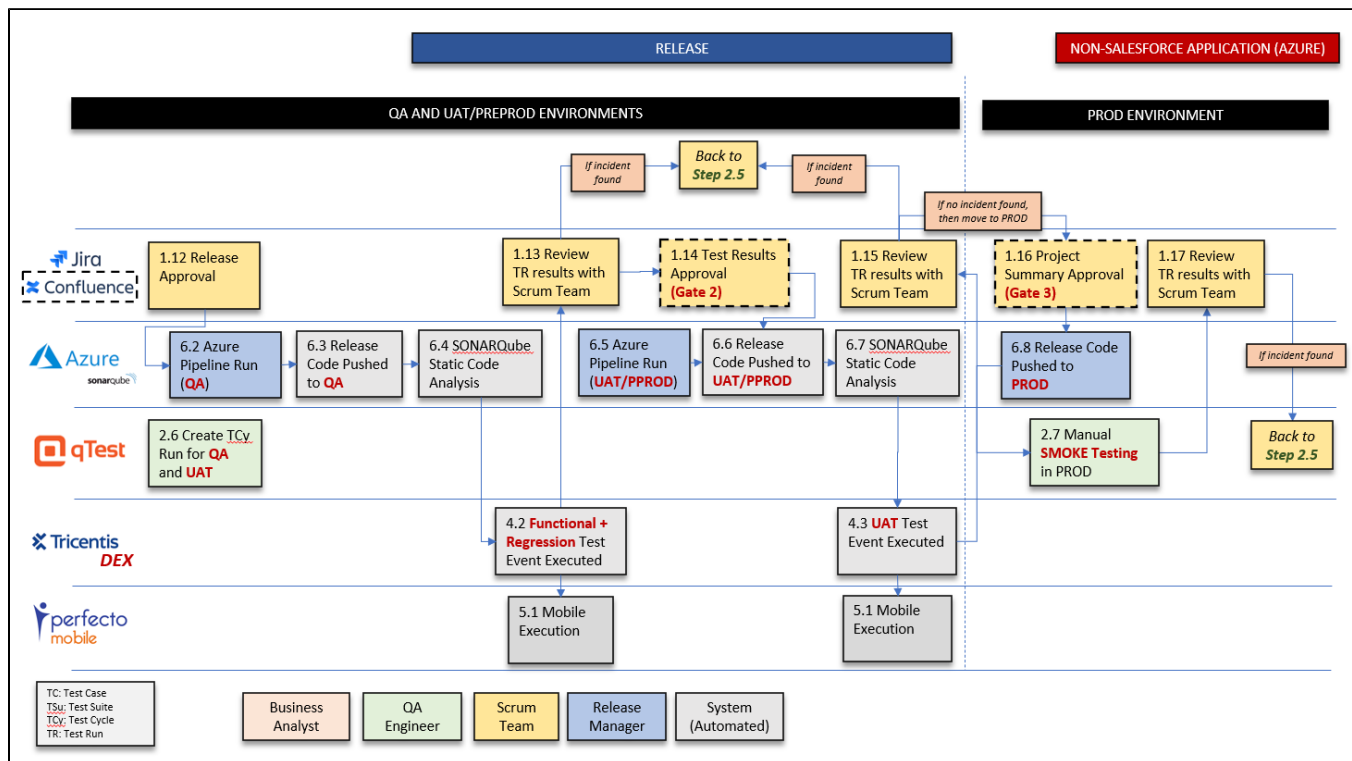 RELEASE
NON-SALESFORCE APPLICATION (AZURE)
QA AND UAT/PREPROD ENVIRONMENTS
PROD ENVIRONMENT
If incident
found
Back to
Step 2.5
If incident
found
If no incident found,
then move to PROD
Jira
Confluence
1.12 Release
Approval
1.13 Review
TR results with
Scrum Team
1.14 Test Results
Approval
(Gate 2)
1.15 Review
TR results with
Scrum Team
1.16 Project
Summary Approval
(Gate 3)
1.17 Review
TR results with
Scrum Team
Azure
sonarqube
6.2 Azure
Pipeline Run
(QA)
6.3 Release
Code Pushed
to QA
6.4 SONARQube
Static Code
Analysis
6.5 Azure
Pipeline Run
(UAT/PPROD)
6.6 Release
Code Pushed to
UAT/PPROD
6.7 SONARQube
Static Code
Analysis
6.8 Release Code
Pushed to
PROD
If incident found
qTest
2.6 Create TCy
Run for QA
and UAT
2.7 Manual
SMOKE Testing
in PROD
Back to
Step 2.5
Tricentis
DEX
4.2 Functional +
Regression Test
Event Executed
4.3 UAT Test
Event Executed
perfecto
mobile
5.1 Mobile
Execution
5.1 Mobile
Execution
TC: Test Case
TSu: Test Suite
TCy: Test Cycle
TR: Test Run
Business
Analyst
QA
Engineer
Scrum
Team
Release
Manager
System
(Automated)